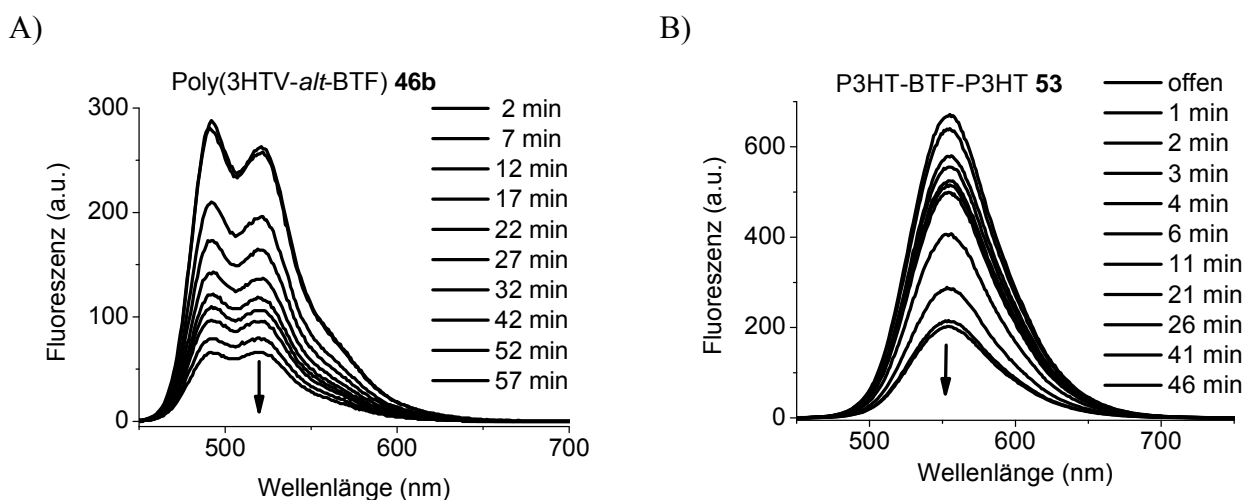 A)
Poly(3HTV-alt-BTF) 46b
300
200
100
0
Fluoreszenz (a.u.)
500
600
700
Wellenlänge (nm)
2 min
7 min
12 min
17 min
22 min
27 min
32 min
42 min
52 min
57 min
B)
P3HT-BTF-P3HT 53
600
400
200
0
Fluoreszenz (a.u.)
500
600
700
Wellenlänge (nm)
offen
1 min
2 min
3 min
4 min
6 min
11 min
21 min
26 min
41 min
46 min